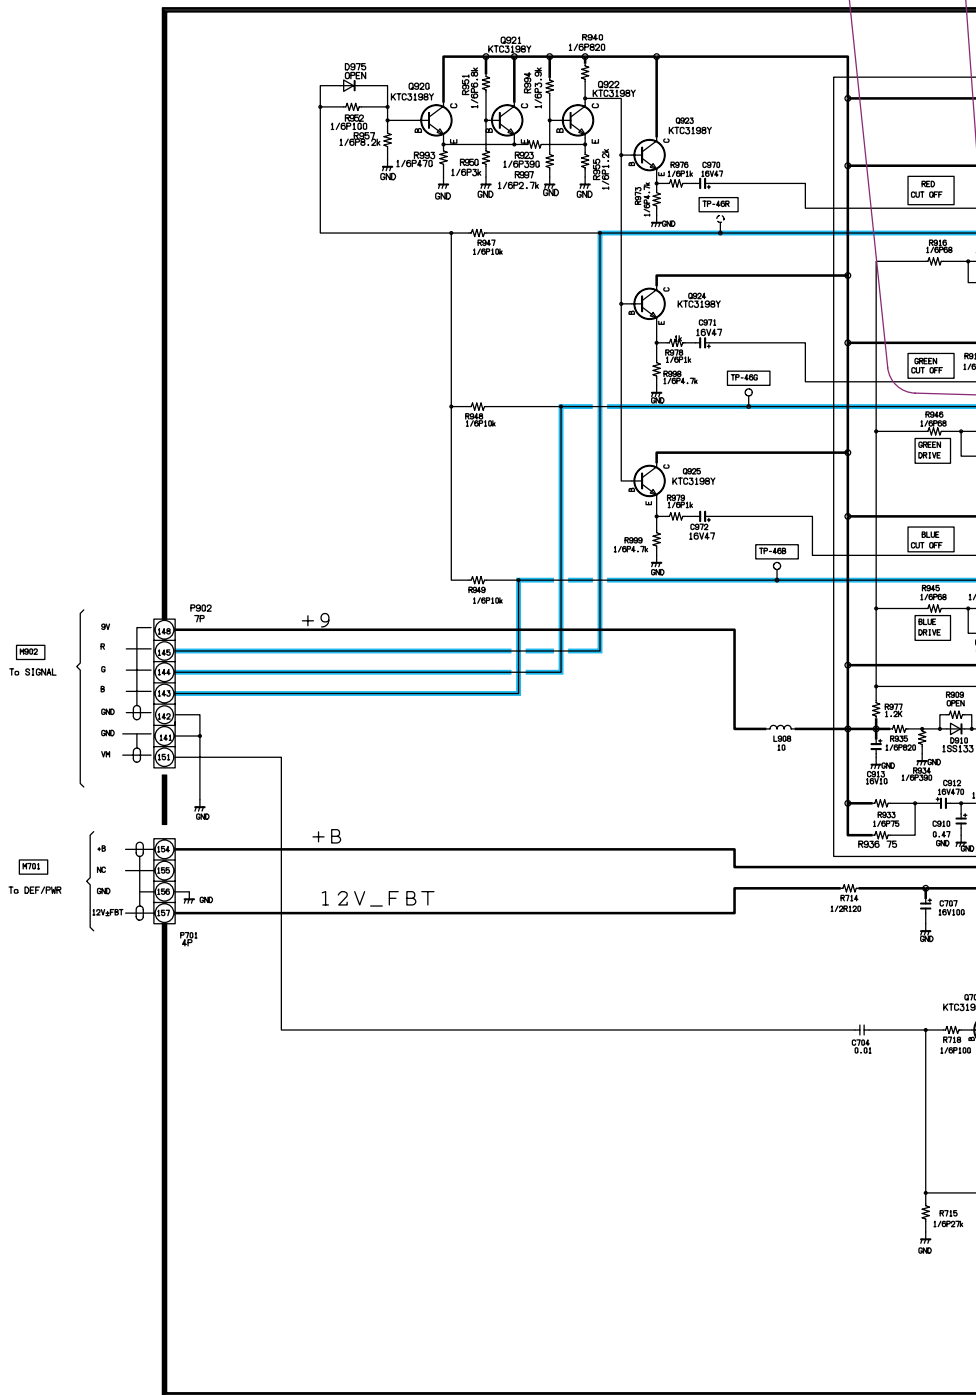 Q921
KTC3198Y
R940
1/6P820
D975
OPEN
Q920
KTC3198Y
R951
1/6P6.8k
R994
1/6P3.9k
Q922
KTC3198Y
R952
1/6P100
R957
1/6P8.2k
C
B
E
C
B
E
C
B
E
GND
R993
1/6P470
R950
1/6P3k
R923
1/6P390
R997
1/6P2.7k
R955
1/6P1.2k
GND
GND
GND
GND
Q923
KTC3198Y
C
B
E
R976
1/6P1k
C970
16V47
R973
1/6P4.7k
TP-46R
GND
RED
CUT OFF
R947
1/6P10k
R916
1/6P68
Q924
KTC3198Y
C
B
E
C971
16V47
1k
R978
1/6P1k
R998
1/6P4.7k
GND
TP-46G
GREEN
CUT OFF
R948
1/6P10k
R946
1/6P68
GREEN
DRIVE
Q925
KTC3198Y
C
B
E
R979
1/6P1k
C972
16V47
R999
1/6P4.7k
GND
TP-46B
BLUE
CUT OFF
R949
1/6P10k
R945
1/6P68
BLUE
DRIVE
P902
7P
+9
M902
To SIGNAL
9V
148
R
145
G
144
B
143
GND
142
GND
141
VM
151
GND
L908
10
R977
1.2K
R909
OPEN
R935
1/6P820
D910
1SS133
GND
C913
16V10
GND
R934
1/6P390
C912
16V470
R933
1/6P75
C910
0.47
GND
GND
R936 75
+B
M701
To DEF/PWR
+B
154
NC
155
GND
156
GND
12V±FBT
157
12V_FBT
P701
4P
R714
1/2R120
C707
16V100
GND
C704
0.01
R718
1/6P100
B
R715
1/6P27k
GND